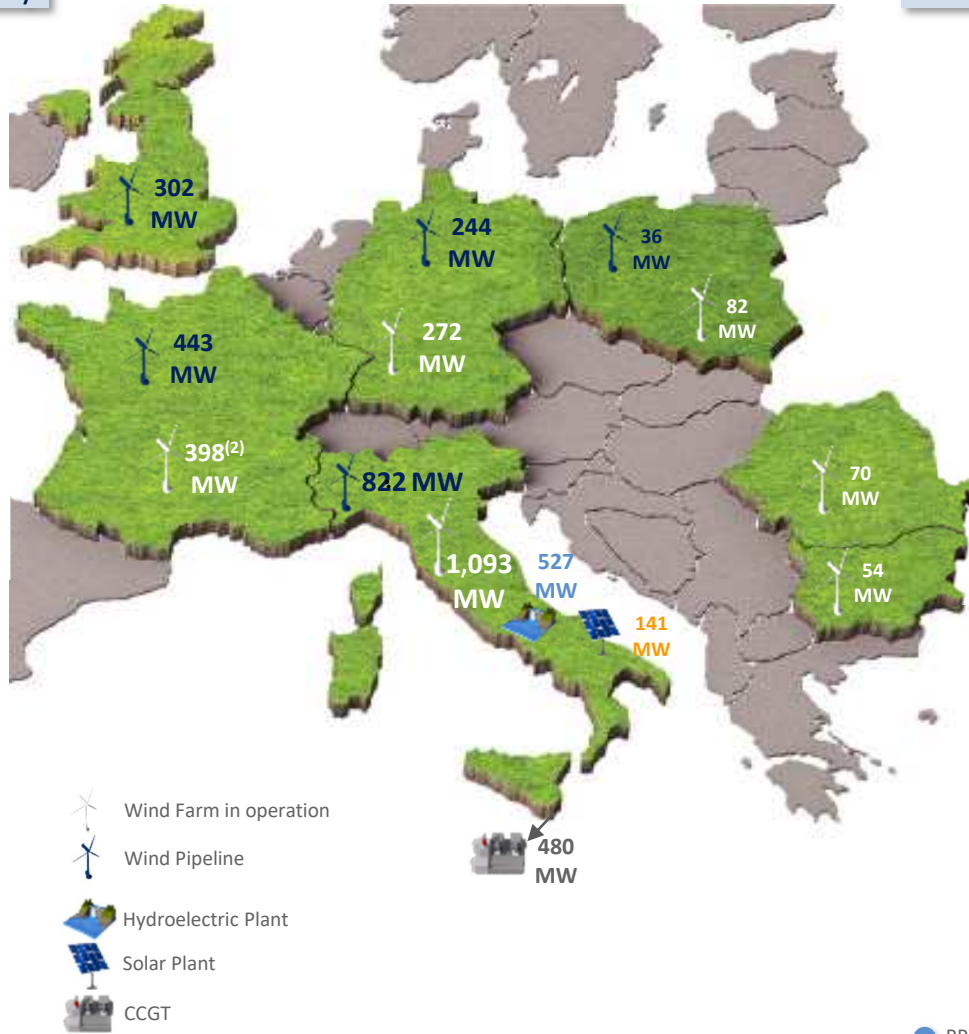 302
MW
244
MW
36
MW
82
MW
272
MW
443
MW
398(2)
MW
822 MW
70
MW
1,093
MW
527
MW
54
MW
141
MW
480
MW
Wind Farm in operation
Wind Pipeline
Hydroelectric Plant
Solar Plant
CCGT